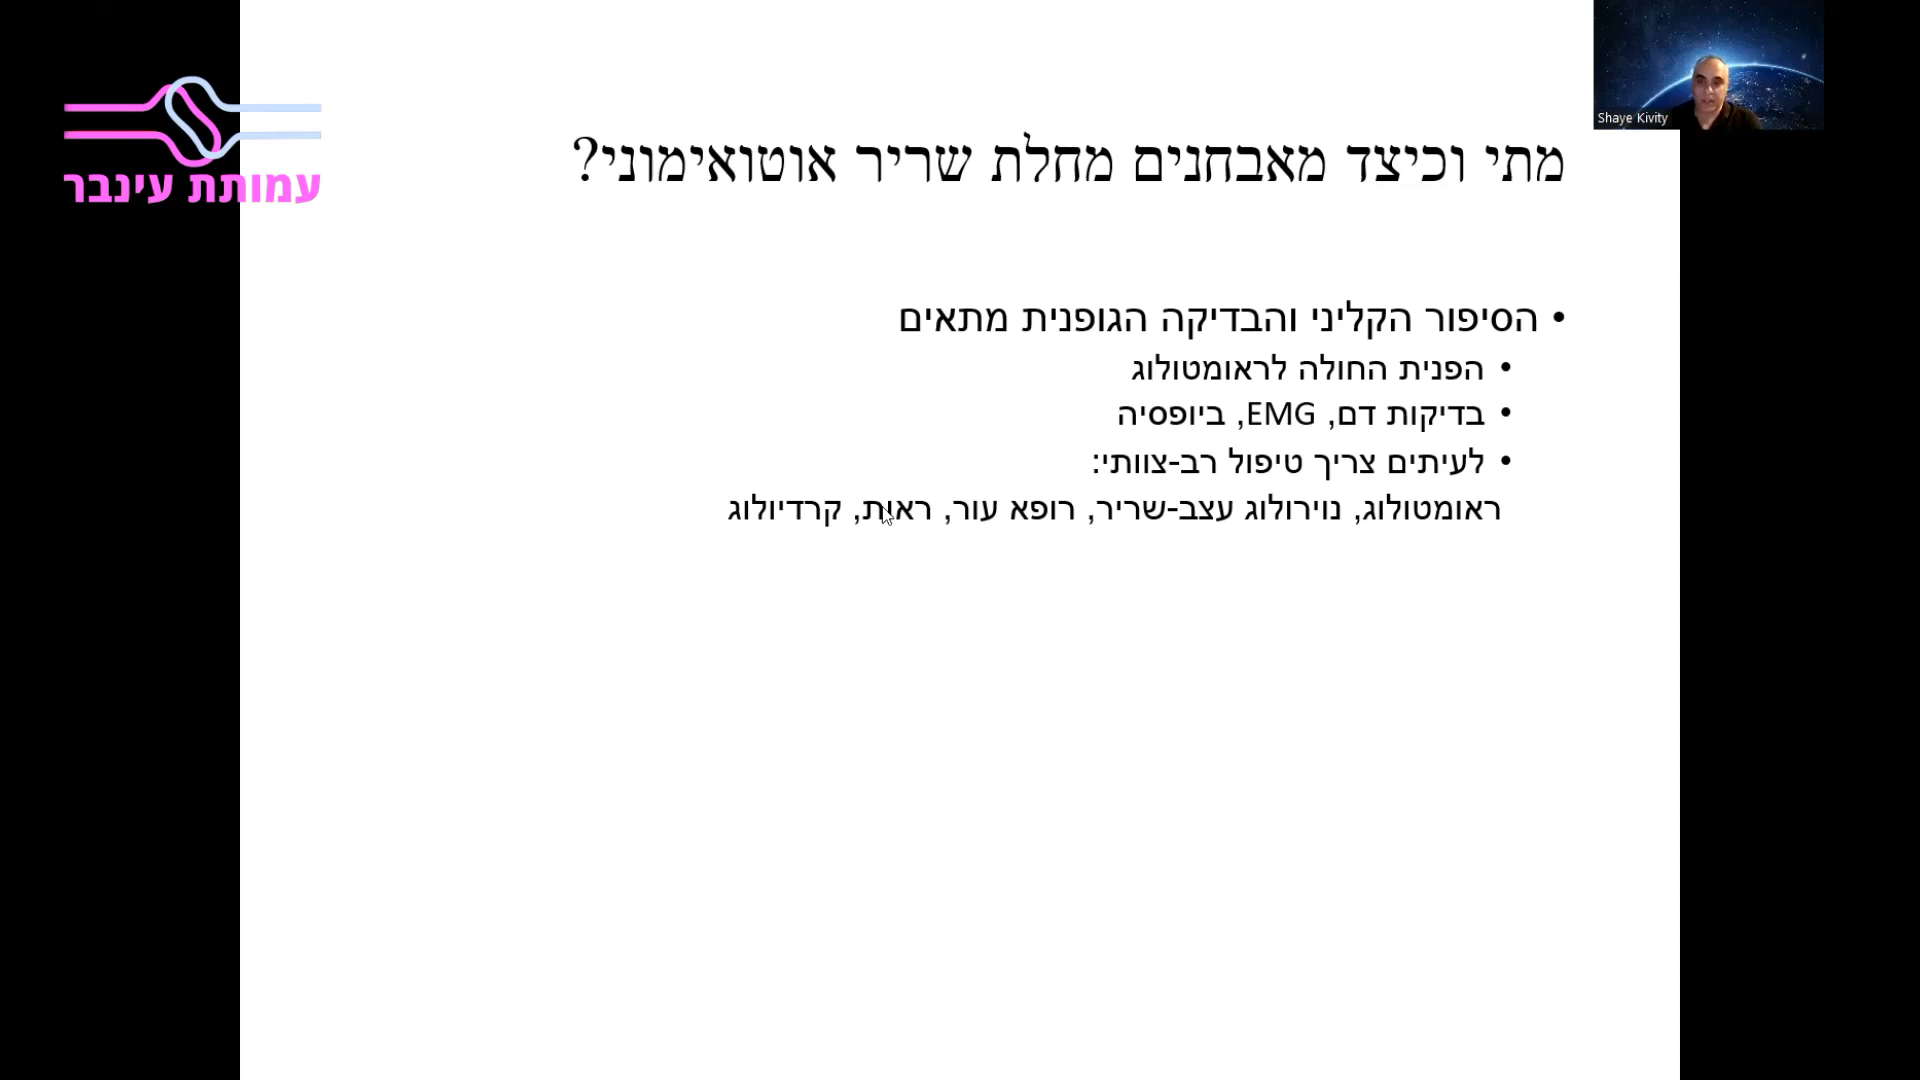 עמותת עינבר
Shaye Kivity
מתי וכיצד מאבחנים מחלת שריר אוטואימוני?
• הסיפור הקליני והבדיקה הגופנית מתאים
• הפנית החולה לראומטולוג
• בדיקות דם, EMG, ביופסיה
• לעיתים צריך טיפול רב-צוותי:
ראומטולוג, נוירולוג עצב-שריר, רופא עור, ראות, קרדיולוג